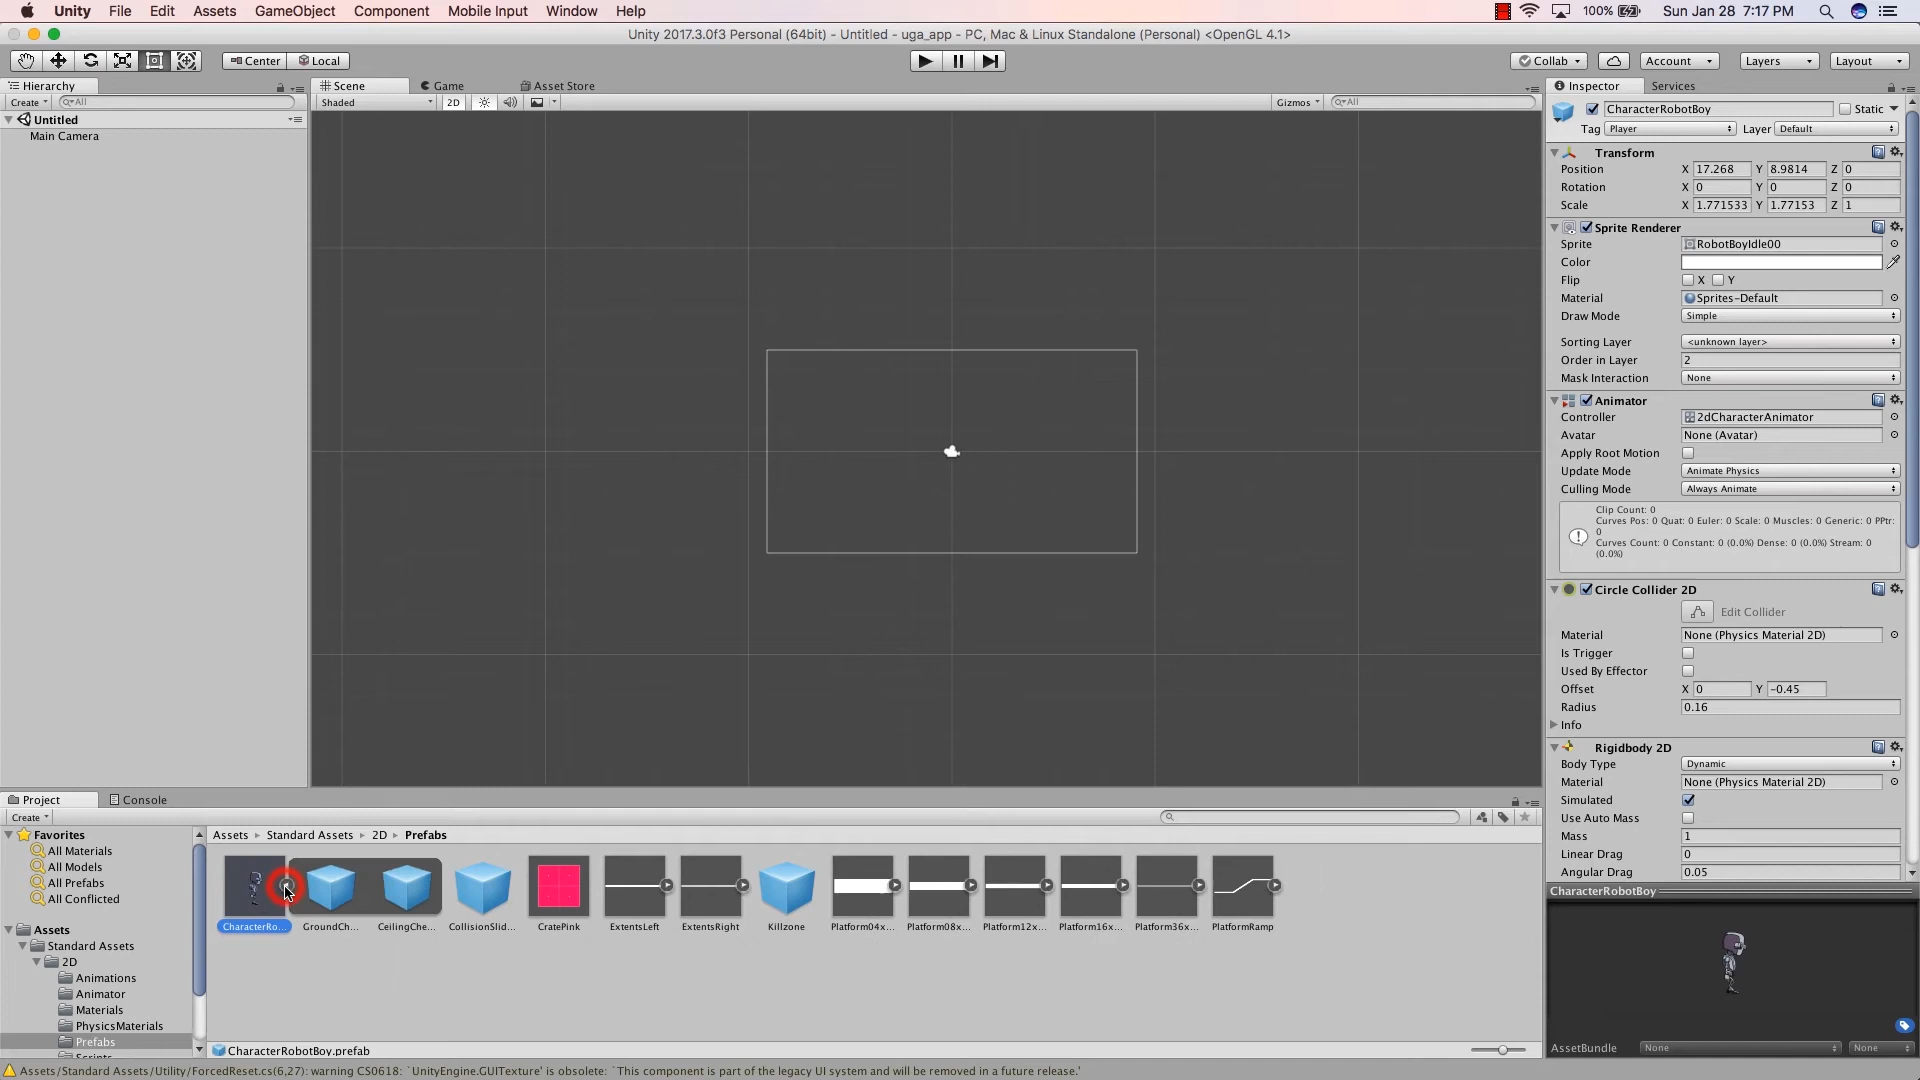 Unity File Edit Assets GameObject Component Mobile Input Window Help 100% Sun Jan 28 7:17 PM
Unity 2017.3.0f3 Personal (64bit) - Untitled - uga_app - PC, Mac & Linux Standalone (Personal) <OpenGL 4.1>
Center Local Collab Account Layers Layout
Hierarchy
Create All
Untitled
Main Camera
Scene Game Asset Store
Shaded 2D Gizmos All
Inspector Services
CharacterRobotBoy Static
Tag Player Layer Default
Transform
Position X 17.268 Y 8.9814 Z 0
Rotation X 0 Y 0 Z 0
Scale X 1.771533 Y 1.77153 Z 1
Sprite Renderer
Sprite RobotBoyIdle00
Color
Flip X Y
Material Sprites-Default
Draw Mode Simple
Sorting Layer <unknown layer>
Order in Layer 2
Mask Interaction None
Animator
Controller 2dCharacterAnimator
Avatar None (Avatar)
Apply Root Motion
Update Mode Animate Physics
Culling Mode Always Animate
Clip Count: 0
Curves Pos: 0 Quat: 0 Euler: 0 Scale: 0 Muscles: 0 Generic: 0 PPtr:
0
Curves Count: 0 Constant: 0 (0.0%) Dense: 0 (0.0%) Stream: 0
(0.0%)
Circle Collider 2D
Edit Collider
Material None (Physics Material 2D)
Is Trigger
Used By Effector
Offset X 0 Y -0.45
Radius 0.16
Info
Rigidbody 2D
Body Type Dynamic
Material None (Physics Material 2D)
Simulated
Use Auto Mass
Mass 1
Linear Drag 0
Angular Drag 0.05
CharacterRobotBoy
AssetBundle None None
Project Console
Create
Favorites
All Materials
All Models
All Prefabs
All Conflicted
Assets
Standard Assets
2D
Animations
Animator
Materials
PhysicsMaterials
Prefabs
Scripts
Assets Standard Assets 2D Prefabs
CharacterRo... GroundCh... CeilingChe... CollisionSlid... CratePink ExtentsLeft ExtentsRight Killzone Platform04x... Platform08x... Platform12x... Platform16x... Platform36x... PlatformRamp
CharacterRobotBoy.prefab
Assets/Standard Assets/Utility/ForcedReset.cs(6,27): warning CS0618: `UnityEngine.GUITexture' is obsolete: `This component is part of the legacy UI system and will be removed in a future release.'